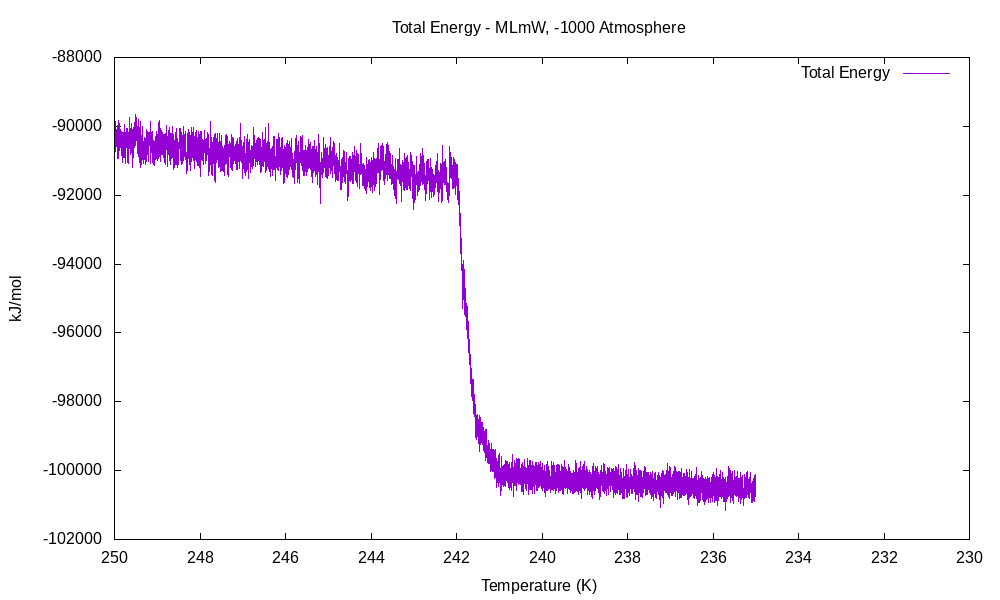 Total Energy - MLmW, -1000 Atmosphere
Total Energy
-88000
-90000
-92000
-94000
-96000
-98000
-100000
-102000
kJ/mol
250 248 246 244 242 240 238 236 234 232 230
Temperature (K)